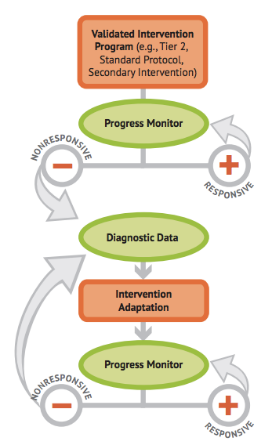 Validated Intervention
Program (e.g., Tier 2,
Standard Protocol,
Secondary Intervention)
Progress Monitor
NONRESPONSIVE
RESPONSIVE
Diagnostic Data
Intervention
Adaptation
Progress Monitor
NONRESPONSIVE
RESPONSIVE